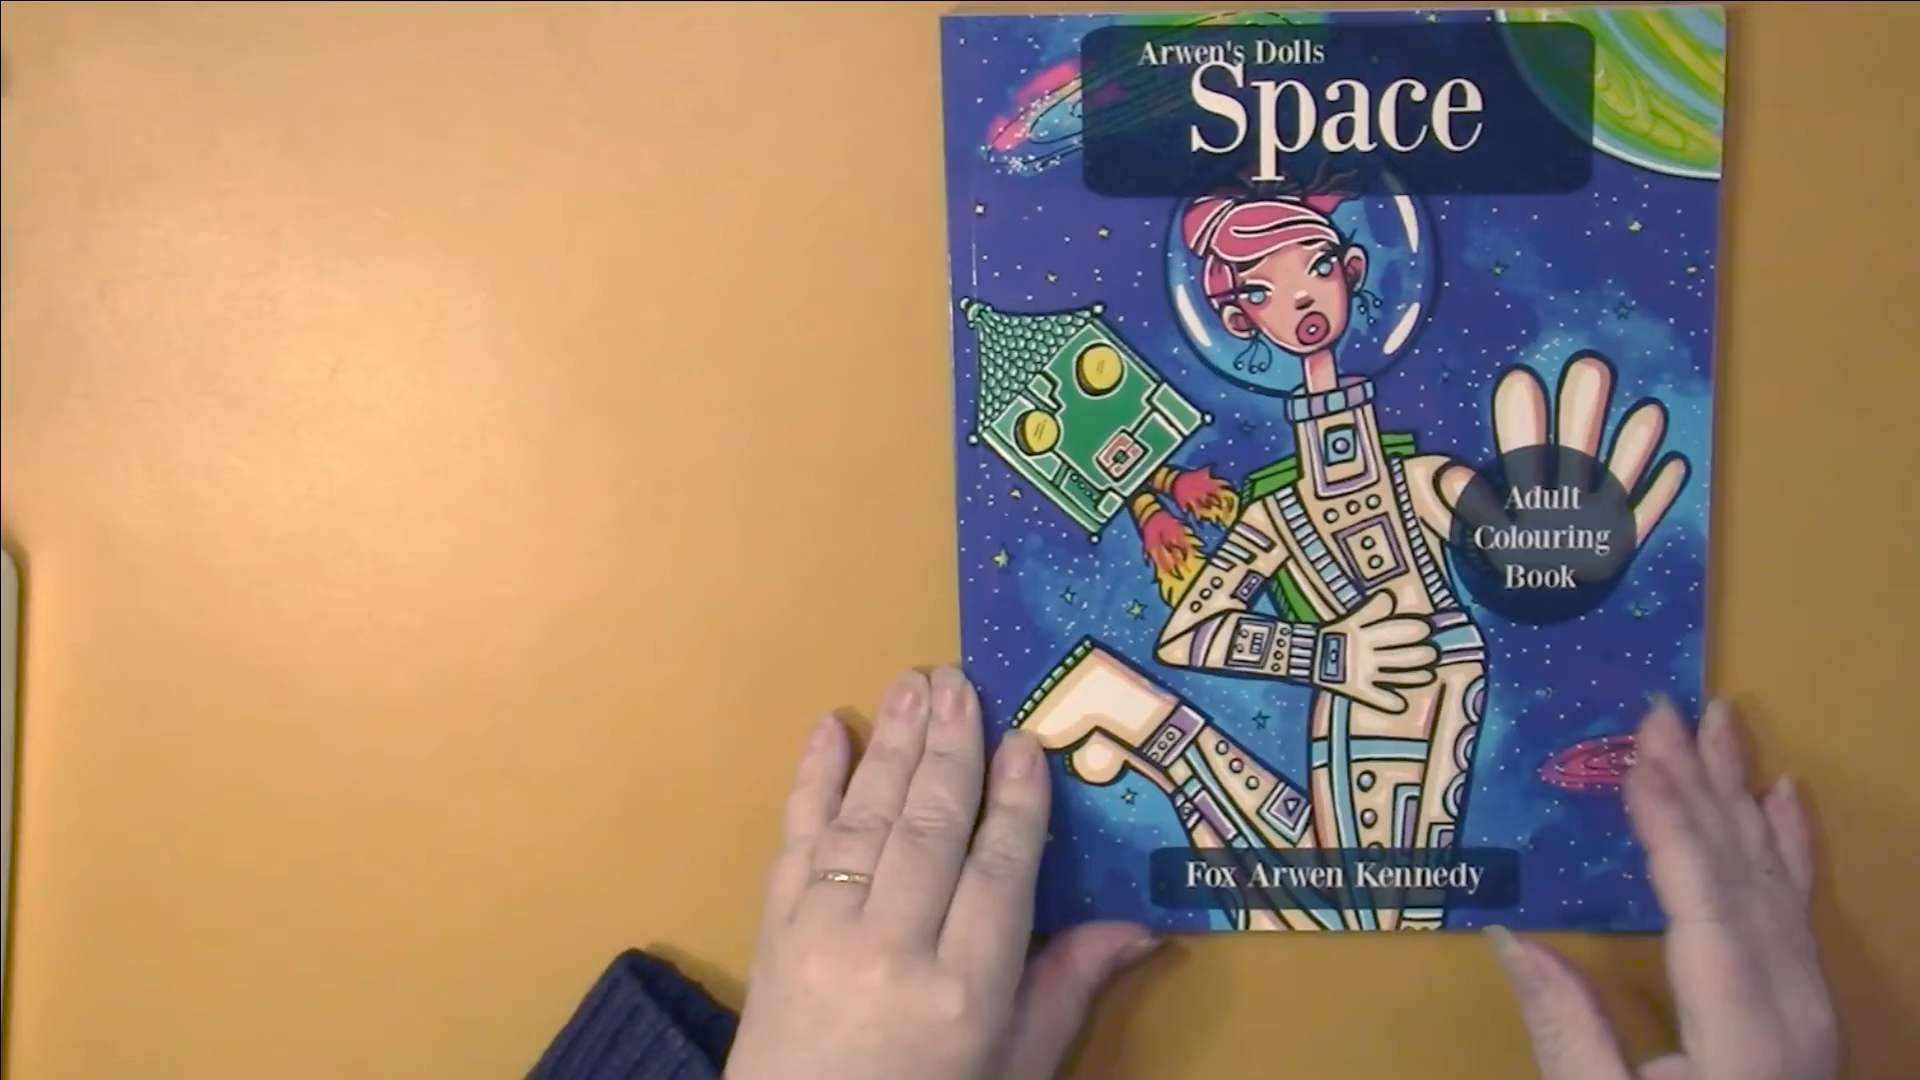 Arwen's Dolls
Space
Adult
Colouring
Book
Fox Arwen Kennedy